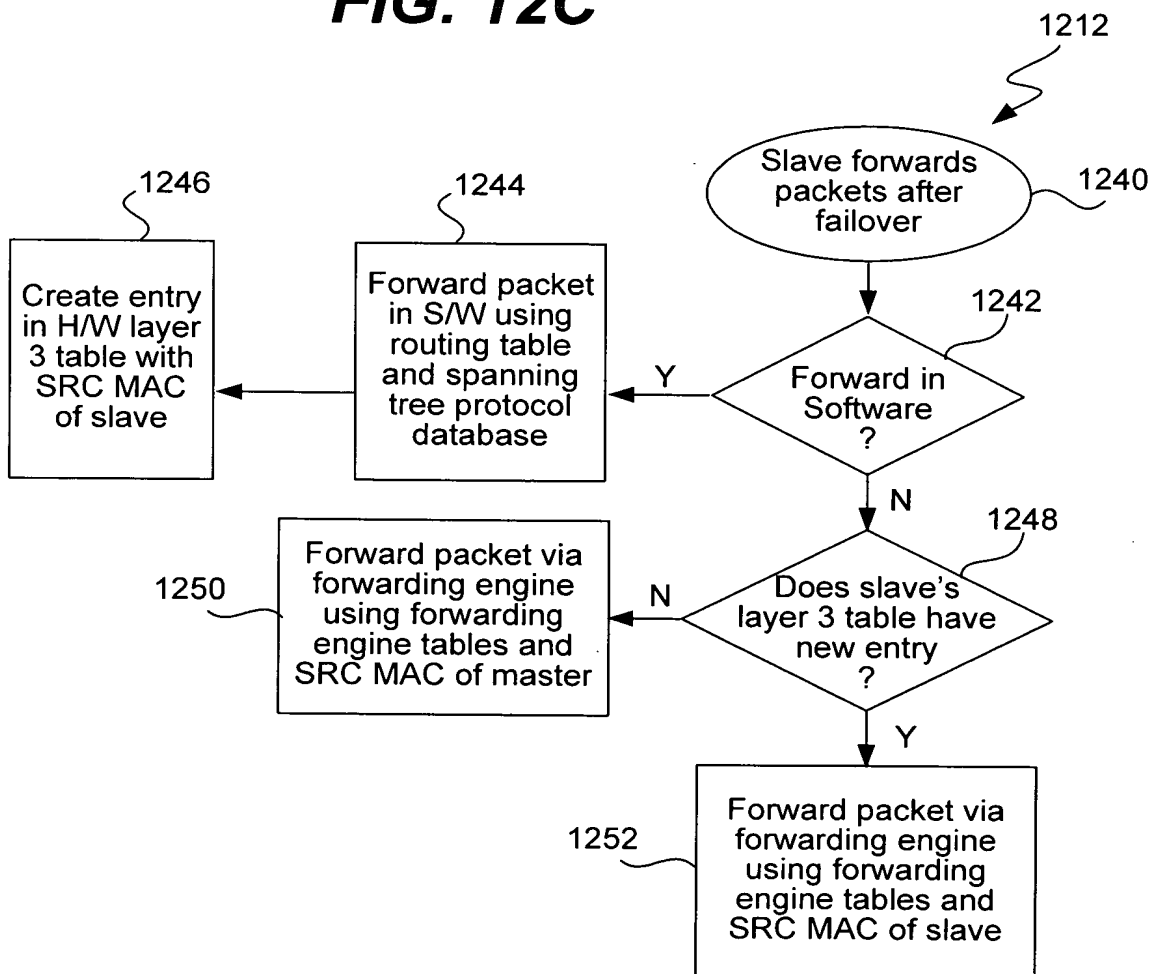 FIG. 12C
1212
Slave forwards
packets after
failover
1240
1246
1244
Create entry
in H/W layer
3 table with
SRC MAC
of slave
Forward packet
in S/W using
routing table
and spanning
tree protocol
database
Y
1242
Forward in
Software
?
N
1248
1250
Forward packet via
forwarding engine
using forwarding
engine tables and
SRC MAC of master
N
Does slave's
layer 3 table have
new entry
?
Y
1252
Forward packet via
forwarding engine
using forwarding
engine tables and
SRC MAC of slave